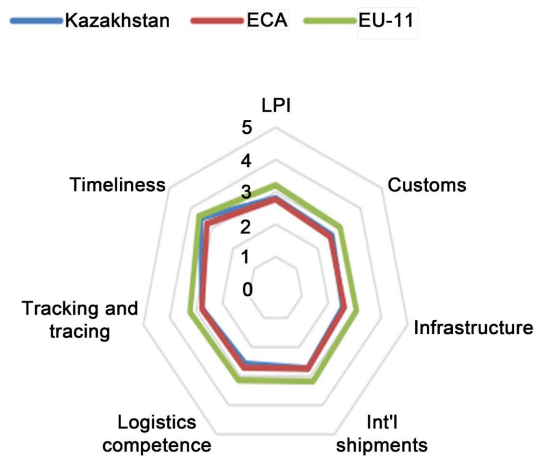 Kazakhstan ECA EU-11
LPI
5
4
3
2
1
0
Timeliness
Customs
Tracking and
tracing
Infrastructure
Logistics
competence
Int'l
shipments